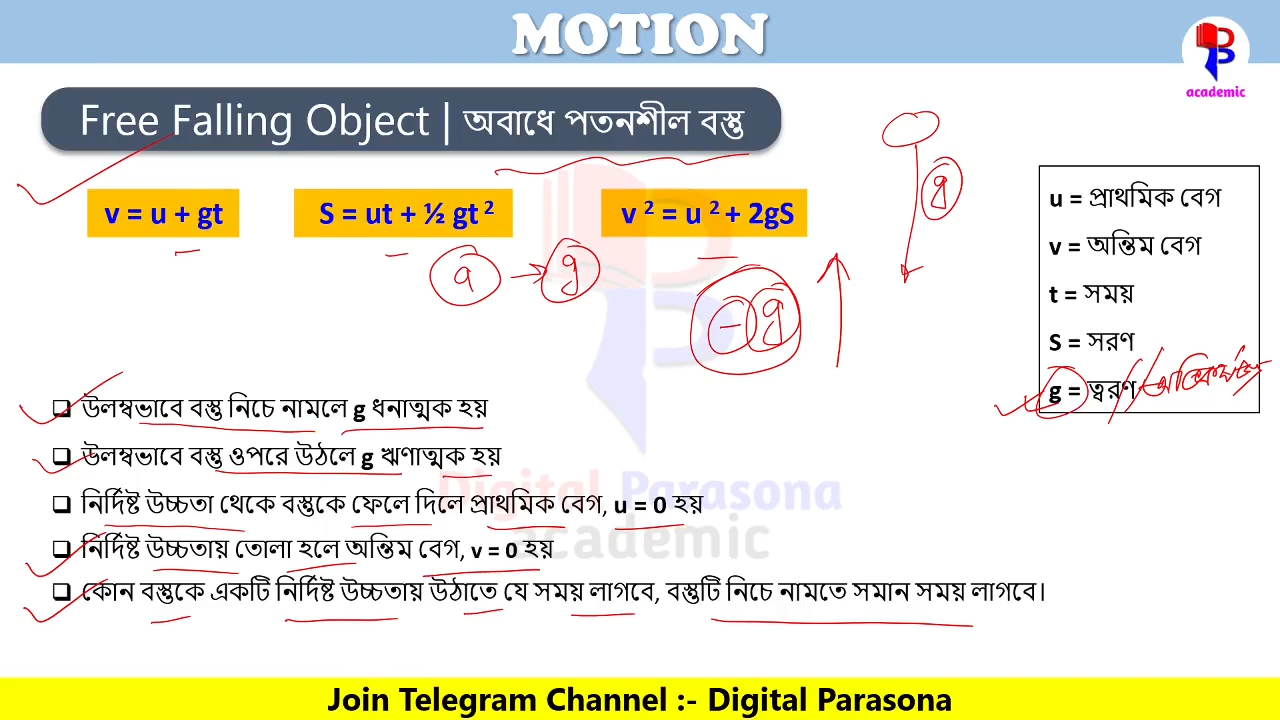 MOTION
academic
Free Falling Object | অবাধে পতনশীল বস্তু
v = u + gt
S = ut + ½ gt ²
v ² = u ² + 2gS
g
a → g
- g
u = প্রাথমিক বেগ
v = অন্তিম বেগ
t = সময়
S = সরণ
g = ত্বরণ
❑ উলম্বভাবে বস্তু নিচে নামলে g ধনাত্মক হয়
❑ উলম্বভাবে বস্তু ওপরে উঠলে g ঋণাত্মক হয়
❑ নির্দিষ্ট উচ্চতা থেকে বস্তুকে ফেলে দিলে প্রাথমিক বেগ, u = 0 হয়
❑ নির্দিষ্ট উচ্চতায় তোলা হলে অন্তিম বেগ, v = 0 হয়
❑ কোন বস্তুকে একটি নির্দিষ্ট উচ্চতায় উঠাতে যে সময় লাগবে, বস্তুটি নিচে নামতে সমান সময় লাগবে।
Digital Parasona
academic
Join Telegram Channel :- Digital Parasona